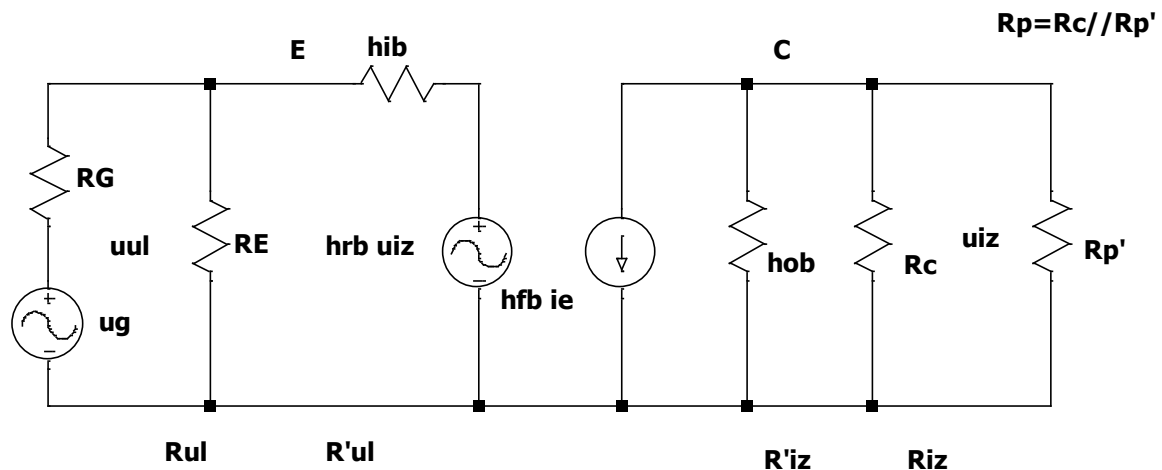 Rp=Rc//Rp'
E
hib
C
RG
uul
RE
hrb uiz
hob
Rc
uiz
Rp'
ug
hfb ie
Rul
R'ul
R'iz
Riz